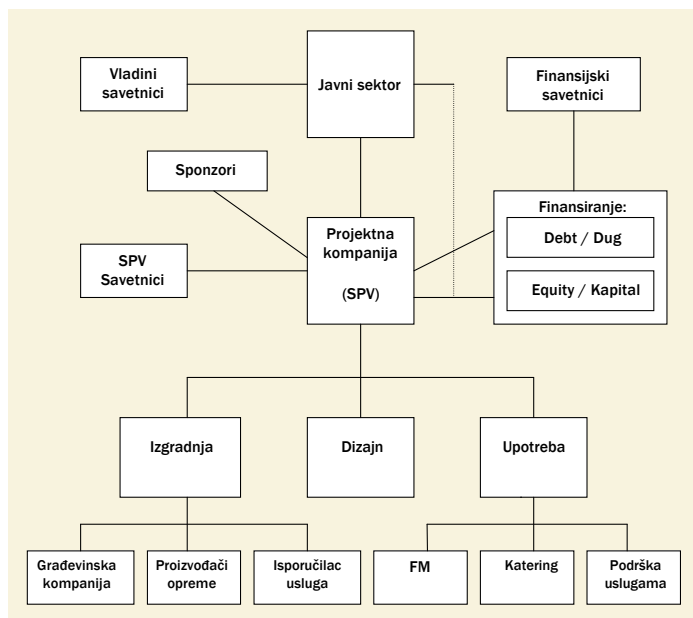 Vladini
savetnici
Javni sektor
Finansijski
savetnici
Sponzori
Finansiranje:
Debt / Dug
Equity / Kapital
Projektna
kompanija
(SPV)
SPV
Savetnici
Izgradnja
Dizajn
Upotreba
Građevinska
kompanija
Proizvođači
opreme
Isporučilac
usluga
FM
Katering
Podrška
uslugama